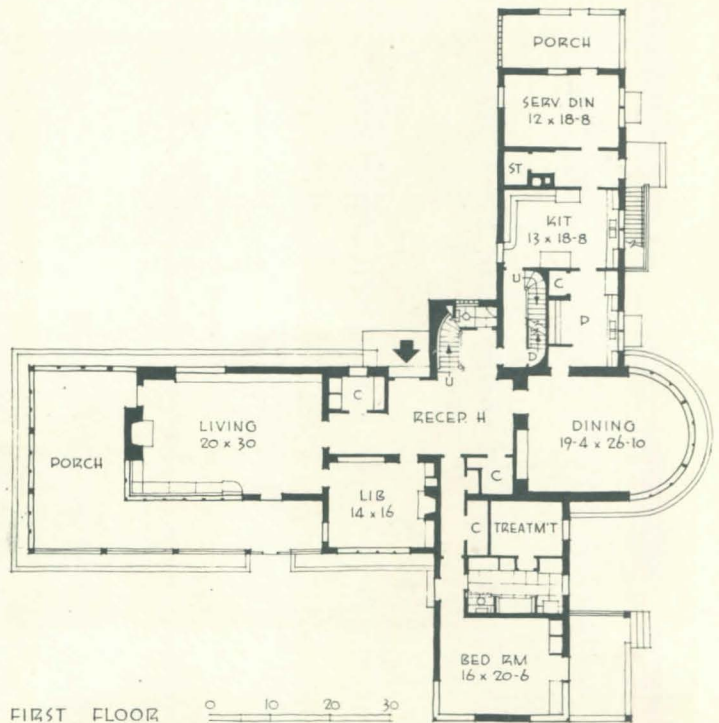 PORCH
SERV DIN
12 x 18-8
ST
KIT
13 x 18-8
U
C
P
D
U
C
LIVING
20 x 30
RECEP. H
DINING
19-4 x 26-10
PORCH
LIB
14 x 16
C
C
TREATM'T
BED RM
16 x 20-6
FIRST FLOOR
0 10 20 30